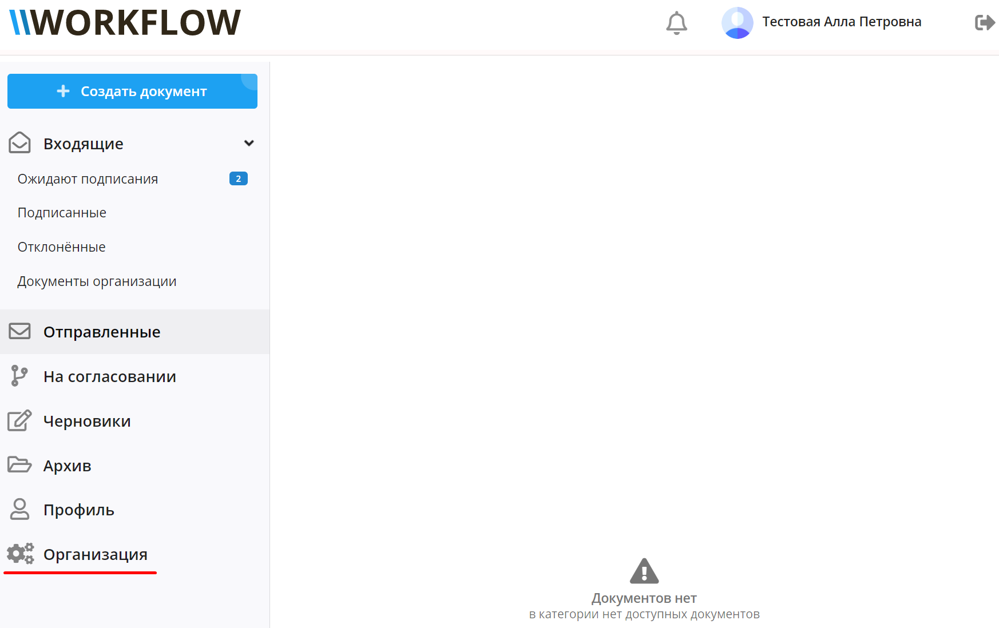 \\WORKFLOW
Тестовая Алла Петровна
Создать документ
Входящие
Ожидают подписания 2
Подписанные
Отклонённые
Документы организации
Отправленные
На согласовании
Черновики
Архив
Профиль
Организация
Документов нет
в категории нет доступных документов